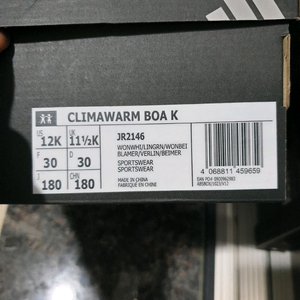 CLIMAWARM BOA K
US 12K UK 11½K
F 30 D 30
J 180 CHN 180
JR2146
WONWHI/LINGRN/WONBEI
BLAMER/VERLIN/BEIMER
SPORTSWEAR
SPORTSWEAR
MADE IN CHINA
FABRIQUÉ EN CHINE
4 068811 459659